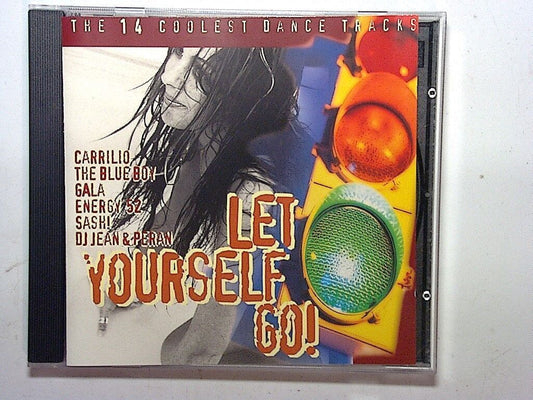 THE 14 COOLEST DANCE TRACKS
CARRILIO
THE BLUE BOY
GALA
ENERGY 52
SASH!
DJ JEAN & PERAN
LET
YOURSELF
GO!